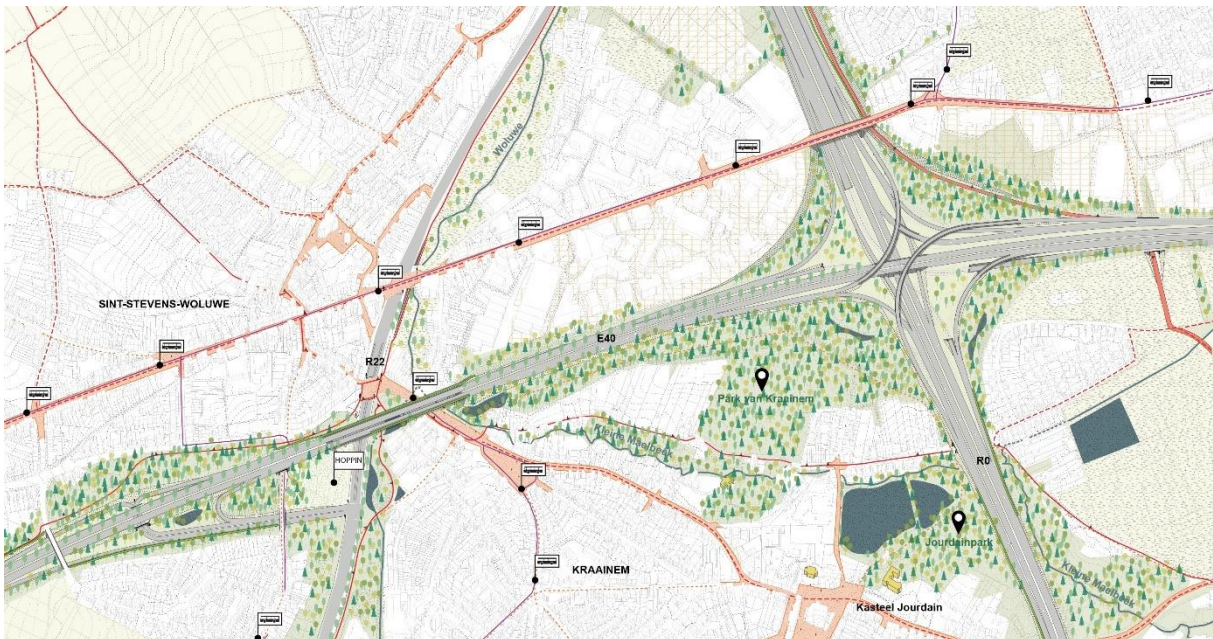 Woluwe
SINT-STEVENS-WOLUWE
R22
E40
Park van Kraainem
Kleine Maalbeek
HOPPIN
R0
Jourdainpark
KRAAINEM
Kleine Maalbeek
Kasteel Jourdain